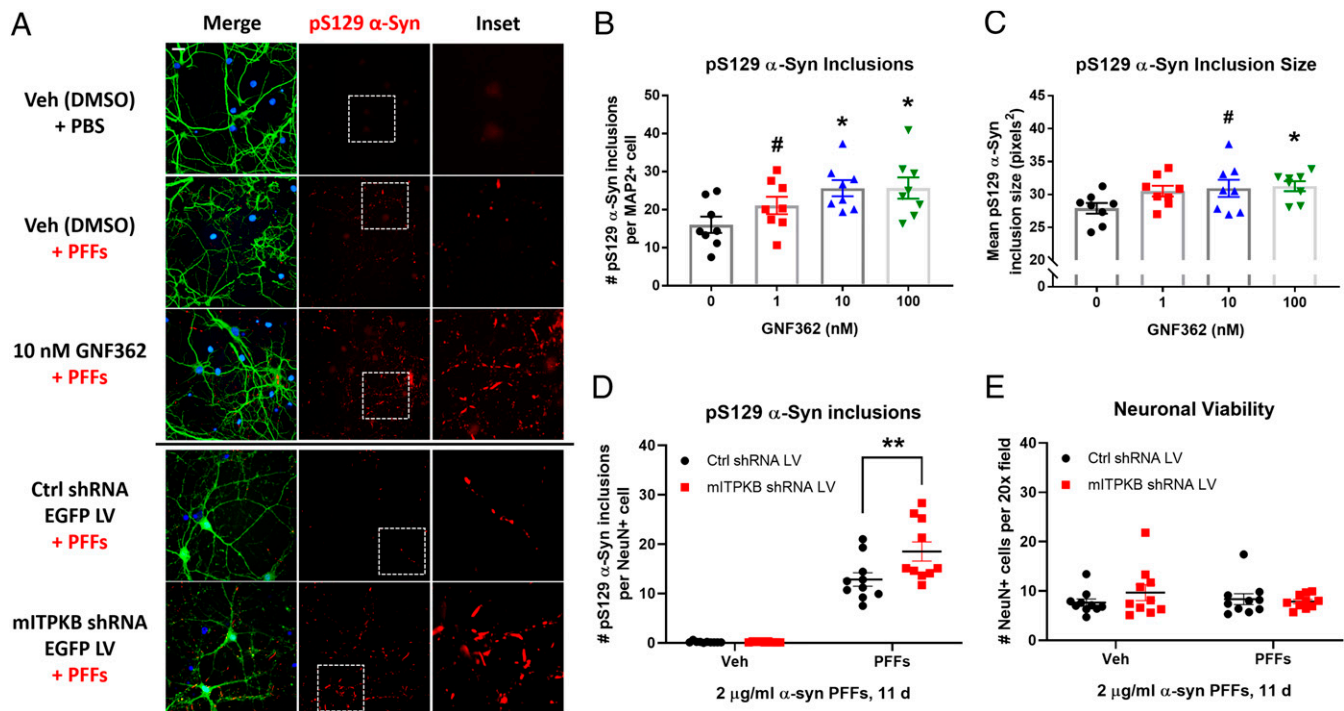 A
Merge
pS129 α-Syn
Inset
Veh (DMSO)
+ PBS
Veh (DMSO)
+ PFFs
10 nM GNF362
+ PFFs
Ctrl shRNA
EGFP LV
+ PFFs
mITPKB shRNA
EGFP LV
+ PFFs
B
pS129 α-Syn Inclusions
# pS129 α-Syn inclusions
per MAP2+ cell
50
40
30
20
10
0
#
*
*
0
1
10
100
GNF362 (nM)
C
pS129 α-Syn Inclusion Size
Mean pS129 α-Syn
inclusion size (pixels²)
45
40
35
30
25
20
0
#
*
0
1
10
100
GNF362 (nM)
D
pS129 α-Syn inclusions
# pS129 α-Syn inclusions
per NeuN+ cell
40
30
20
10
0
Ctrl shRNA LV
mITPKB shRNA LV
**
Veh
PFFs
2 μg/ml α-syn PFFs, 11 d
E
Neuronal Viability
# NeuN+ cells per 20x field
40
30
20
10
0
Ctrl shRNA LV
mITPKB shRNA LV
Veh
PFFs
2 μg/ml α-syn PFFs, 11 d